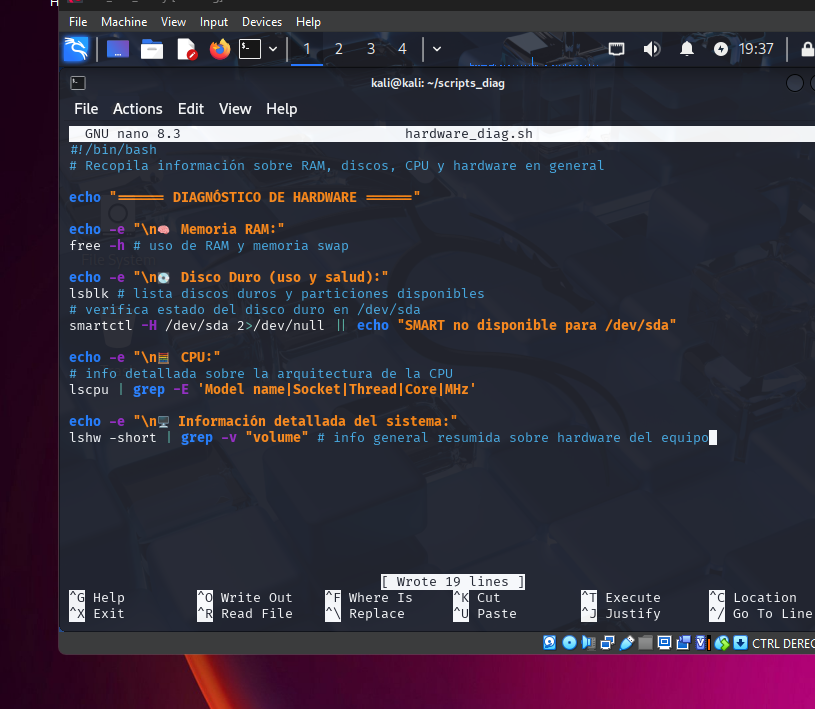 File Machine View Input Devices Help
1 2 3 4 19:37
kali@kali: ~/scripts_diag
File Actions Edit View Help
GNU nano 8.3 hardware_diag.sh
#!/bin/bash
# Recopila información sobre RAM, discos, CPU y hardware en general
echo "====== DIAGNÓSTICO DE HARDWARE ======"
echo -e "\n🧠 Memoria RAM:"
free -h # uso de RAM y memoria swap
echo -e "\n💽 Disco Duro (uso y salud):"
lsblk # lista discos duros y particiones disponibles
# verifica estado del disco duro en /dev/sda
smartctl -H /dev/sda 2>/dev/null || echo "SMART no disponible para /dev/sda"
echo -e "\n🧮 CPU:"
# info detallada sobre la arquitectura de la CPU
lscpu | grep -E 'Model name|Socket|Thread|Core|MHz'
echo -e "\n🖥️ Información detallada del sistema:"
lshw -short | grep -v "volume" # info general resumida sobre hardware del equipo
[ Wrote 19 lines ]
^G Help ^O Write Out ^F Where Is ^K Cut ^T Execute ^C Location
^X Exit ^R Read File ^\ Replace ^U Paste ^J Justify ^/ Go To Line
CTRL DEREC